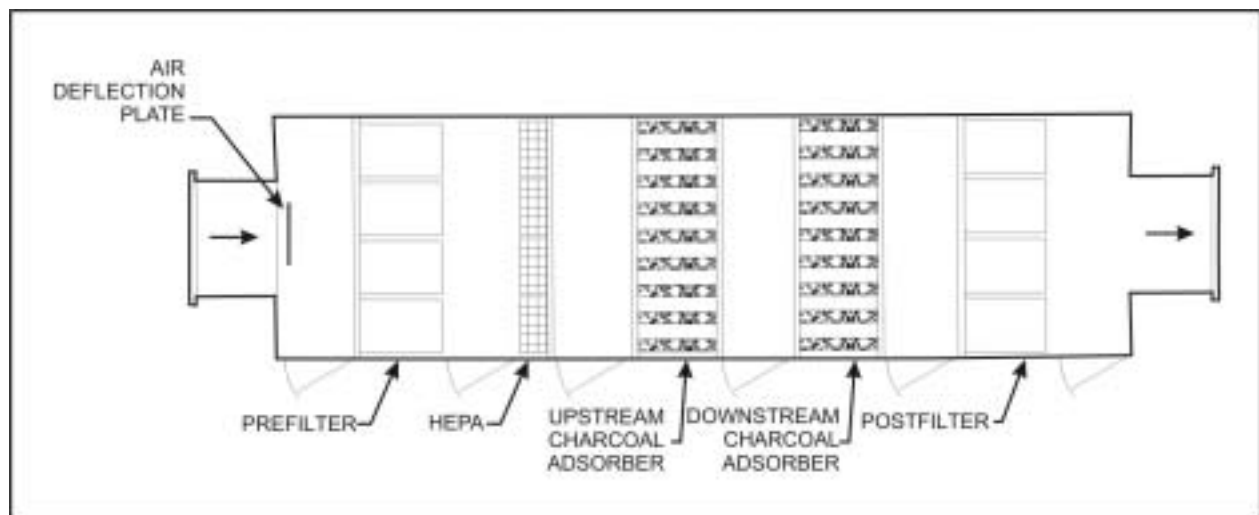 AIR
DEFLECTION
PLATE
PREFILTER
HEPA
UPSTREAM
CHARCOAL
ADSORBER
DOWNSTREAM
CHARCOAL
ADSORBER
POSTFILTER